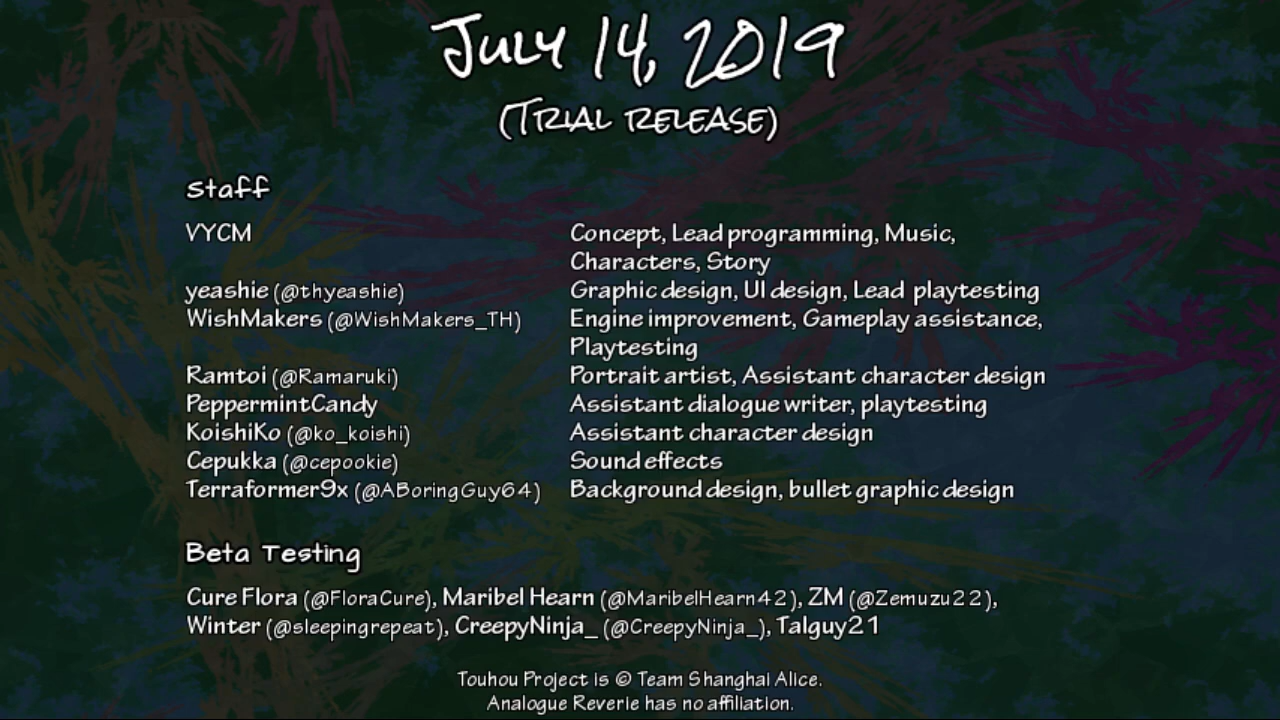 July 14, 2019
(Trial release)
Staff
VYCM Concept, Lead programming, Music,
Characters, Story
yeashie (@thyeashie) Graphic design, UI design, Lead playtesting
WishMakers (@WishMakers_TH) Engine improvement, Gameplay assistance,
Playtesting
Ramtoi (@Ramaruki) Portrait artist, Assistant character design
PeppermintCandy Assistant dialogue writer, playtesting
KoishiKo (@ko_koishi) Assistant character design
Cepukka (@cepookie) Sound effects
Terraformer9x (@ABoringGuy64) Background design, bullet graphic design
Beta Testing
Cure Flora (@FloraCure), Maribel Hearn (@MaribelHearn42), ZM (@Zemuzu22),
Winter (@sleepingrepeat), CreepyNinja_ (@CreepyNinja_), Talguy21
Touhou Project is © Team Shanghai Alice.
Analogue Reverie has no affiliation.